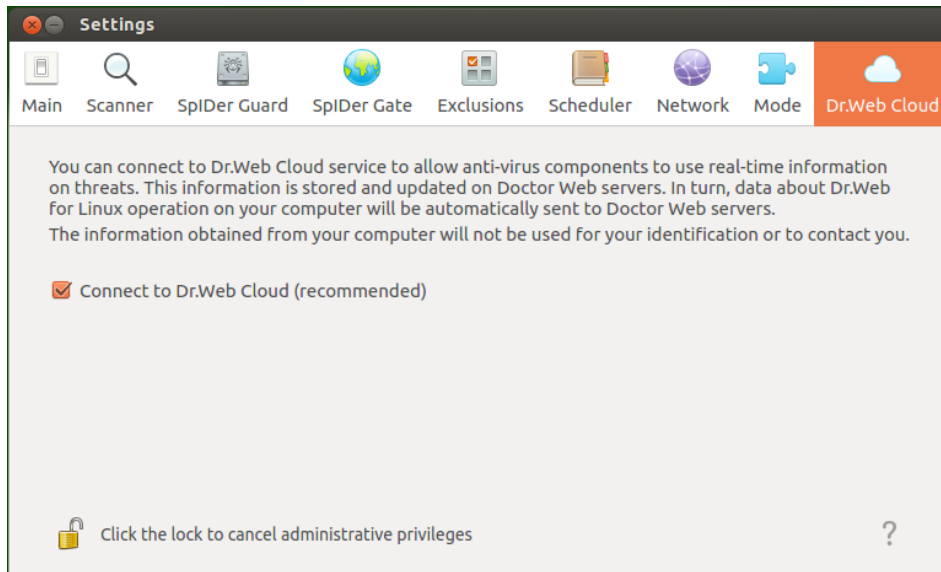 Settings
Main Scanner SpIDer Guard SpIDer Gate Exclusions Scheduler Network Mode Dr.Web Cloud
You can connect to Dr.Web Cloud service to allow anti-virus components to use real-time information
on threats. This information is stored and updated on Doctor Web servers. In turn, data about Dr.Web
for Linux operation on your computer will be automatically sent to Doctor Web servers.
The information obtained from your computer will not be used for your identification or to contact you.
Connect to Dr.Web Cloud (recommended)
Click the lock to cancel administrative privileges
?